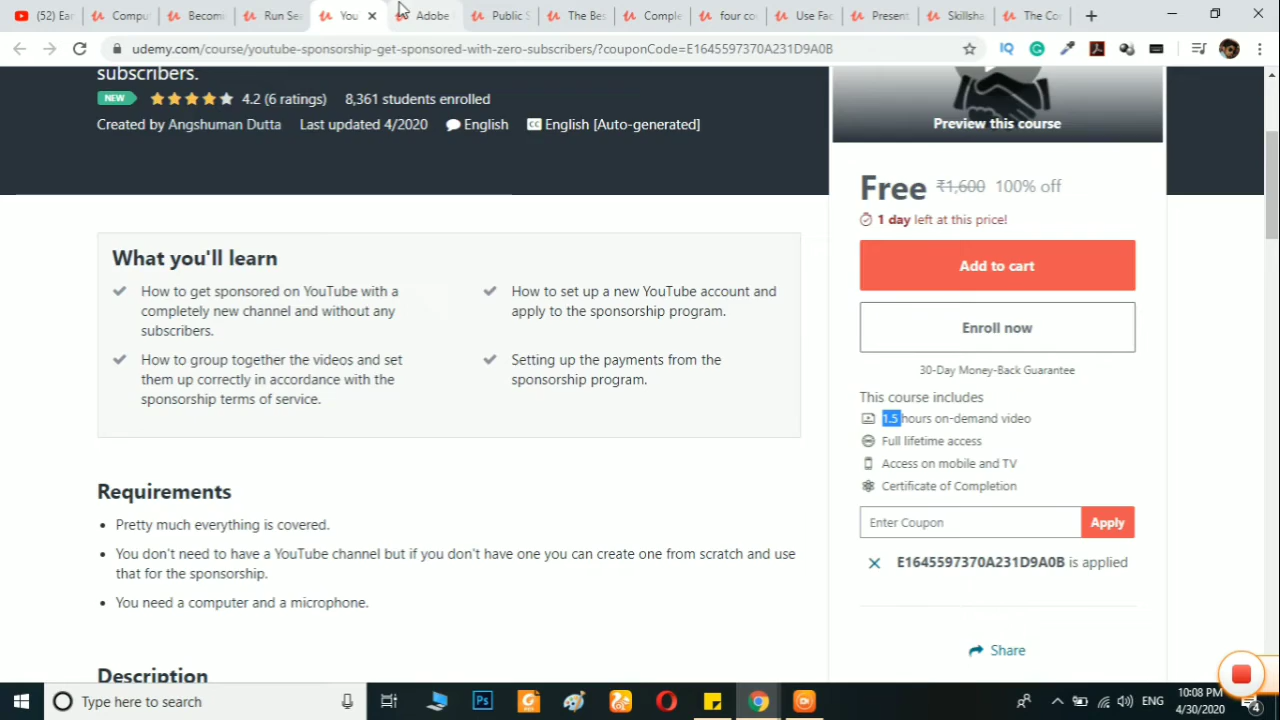 (52) Ear
Compu
Becomi
Run Sea
You
Adobe
Public S
The Bes
Comple
four co
Use Fac
Present
Skillsha
The Co
udemy.com/course/youtube-sponsorship-get-sponsored-with-zero-subscribers/?couponCode=E1645597370A231D9A0B
subscribers.
NEW 4.2 (6 ratings) 8,361 students enrolled
Created by Angshuman Dutta Last updated 4/2020 English CC English [Auto-generated]
Preview this course
Free ₹1,600 100% off
1 day left at this price!
Add to cart
Enroll now
30-Day Money-Back Guarantee
This course includes
1.5 hours on-demand video
Full lifetime access
Access on mobile and TV
Certificate of Completion
Enter Coupon Apply
E1645597370A231D9A0B is applied
Share
What you'll learn
How to get sponsored on YouTube with a
completely new channel and without any
subscribers.
How to set up a new YouTube account and
apply to the sponsorship program.
How to group together the videos and set
them up correctly in accordance with the
sponsorship terms of service.
Setting up the payments from the
sponsorship program.
Requirements
Pretty much everything is covered.
You don't need to have a YouTube channel but if you don't have one you can create one from scratch and use
that for the sponsorship.
You need a computer and a microphone.
Description
Type here to search
Ps
ENG
10:08 PM
4/30/2020
4